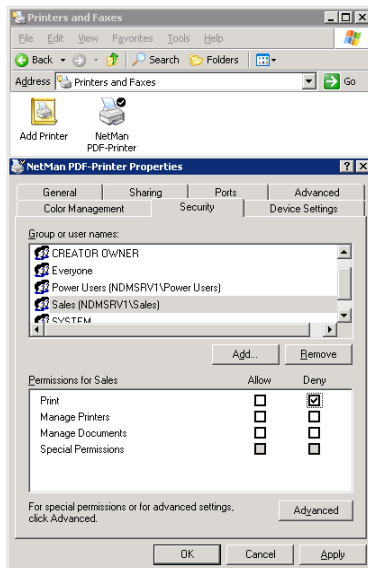 Printers and Faxes
File Edit View Favorites Tools Help
Back Search Folders
Address Printers and Faxes Go
Add Printer NetMan
PDF-Printer
NetMan PDF-Printer Properties
General Sharing Ports Advanced
Color Management Security Device Settings
Group or user names:
CREATOR OWNER
Everyone
Power Users (NDMSRV1\Power Users)
Sales (NDMSRV1\Sales)
SYSTEM
Add... Remove
Permissions for Sales Allow Deny
Print
Manage Printers
Manage Documents
Special Permissions
For special permissions or for advanced settings,
click Advanced. Advanced
OK Cancel Apply